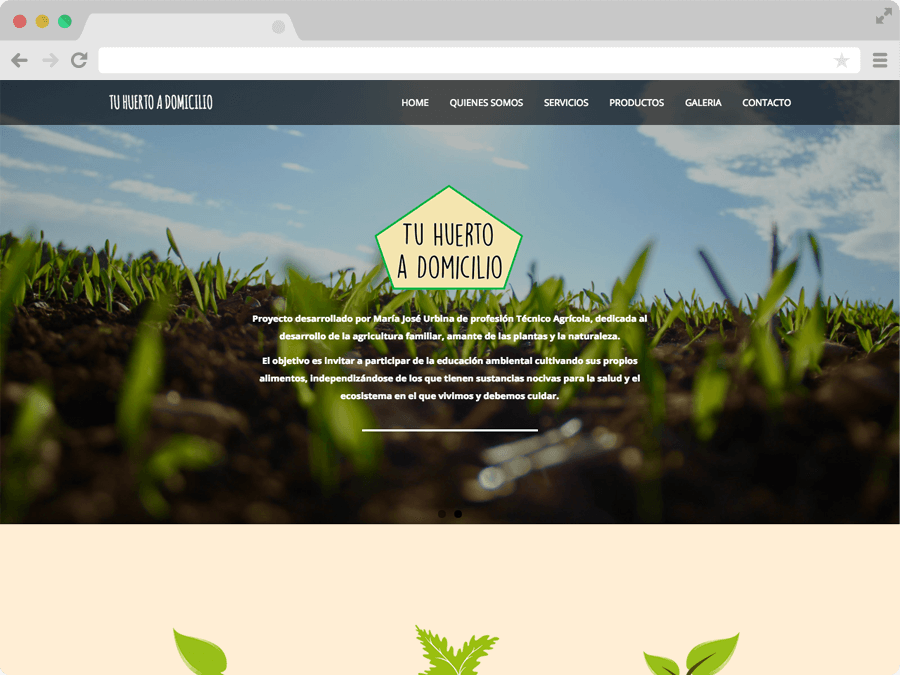 TU HUERTO A DOMICILIO
HOME QUIENES SOMOS SERVICIOS PRODUCTOS GALERIA CONTACTO
TU HUERTO
A DOMICILIO
Proyecto desarrollado por María José Urbina de profesión Técnico Agrícola, dedicada al
desarrollo de la agricultura familiar, amante de las plantas y la naturaleza.
El objetivo es invitar a participar de la educación ambiental cultivando sus propios
alimentos, independizándose de los que tienen sustancias nocivas para la salud y el
ecosistema en el que vivimos y debemos cuidar.